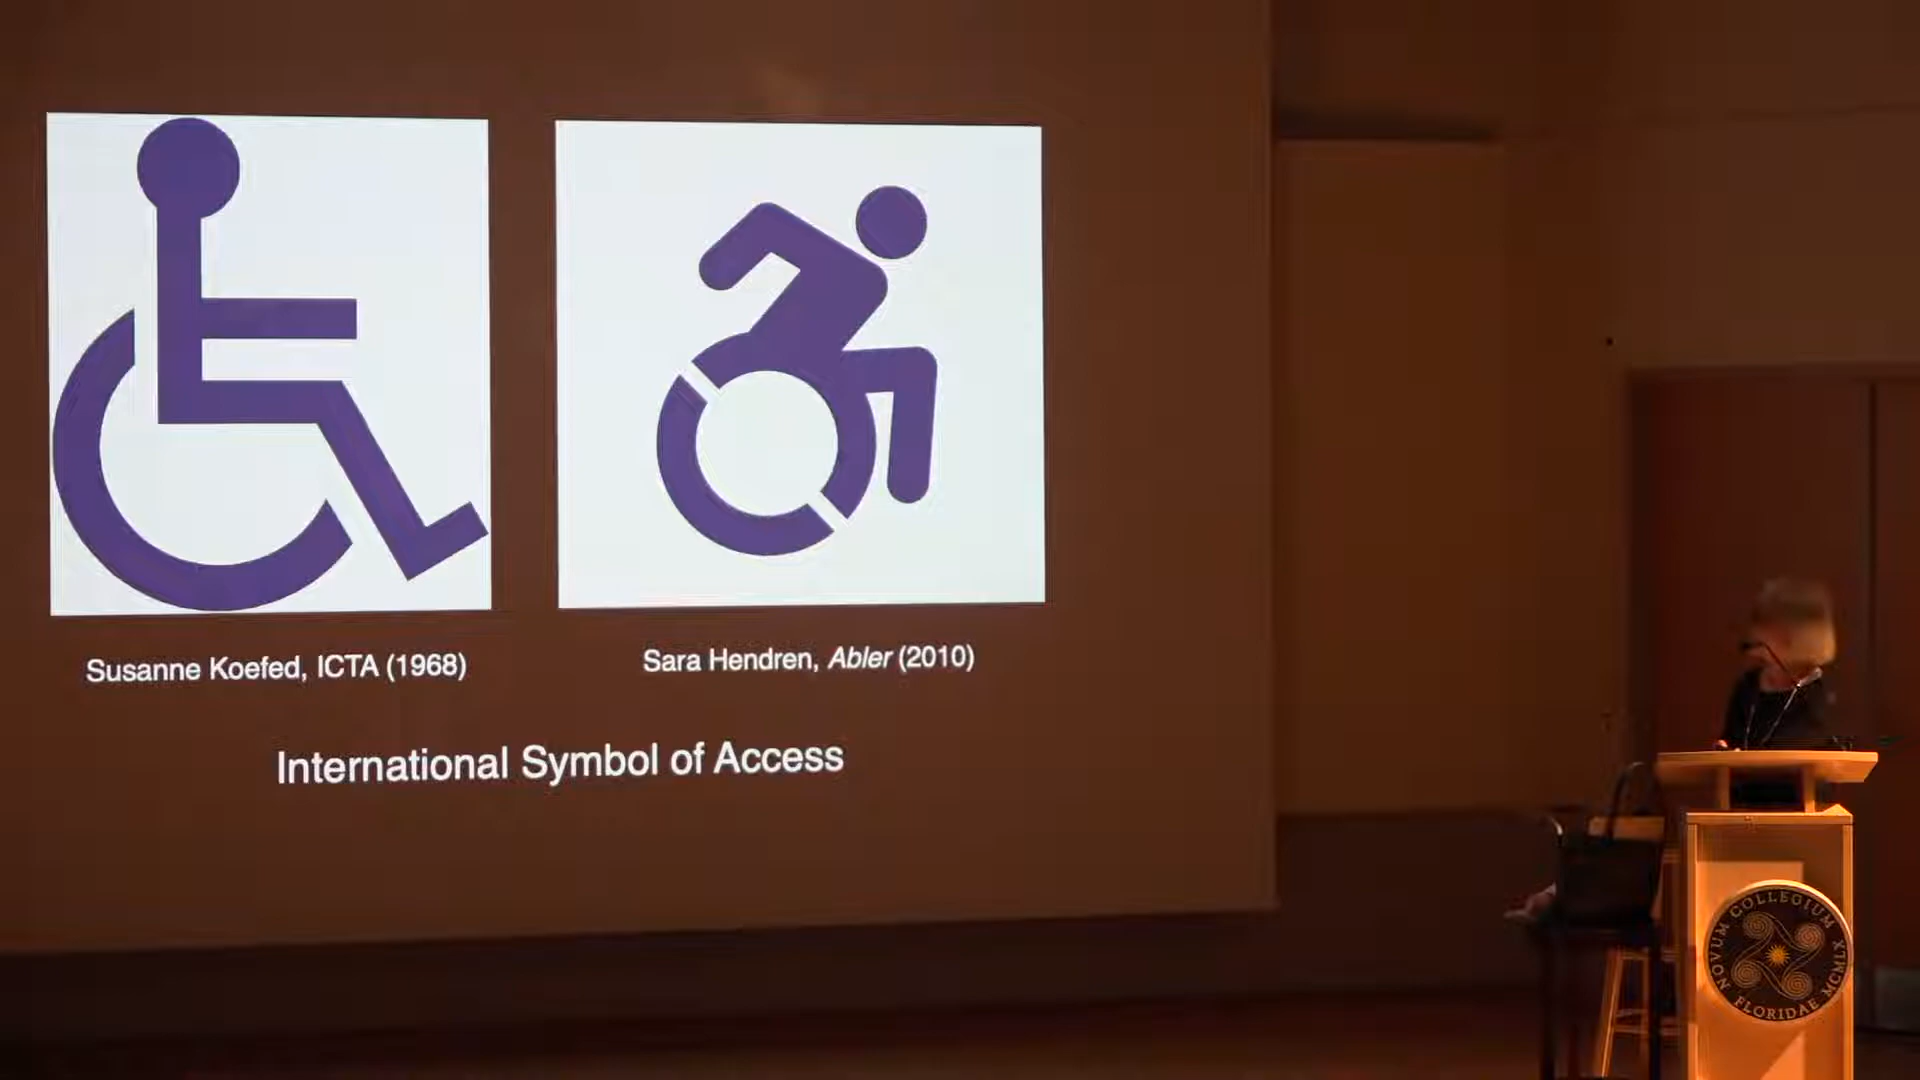 Susanne Koefed, ICTA (1968)
Sara Hendren, Abler (2010)
International Symbol of Access
NOVUM COLLEGIUM FLORIDAE MCMLX